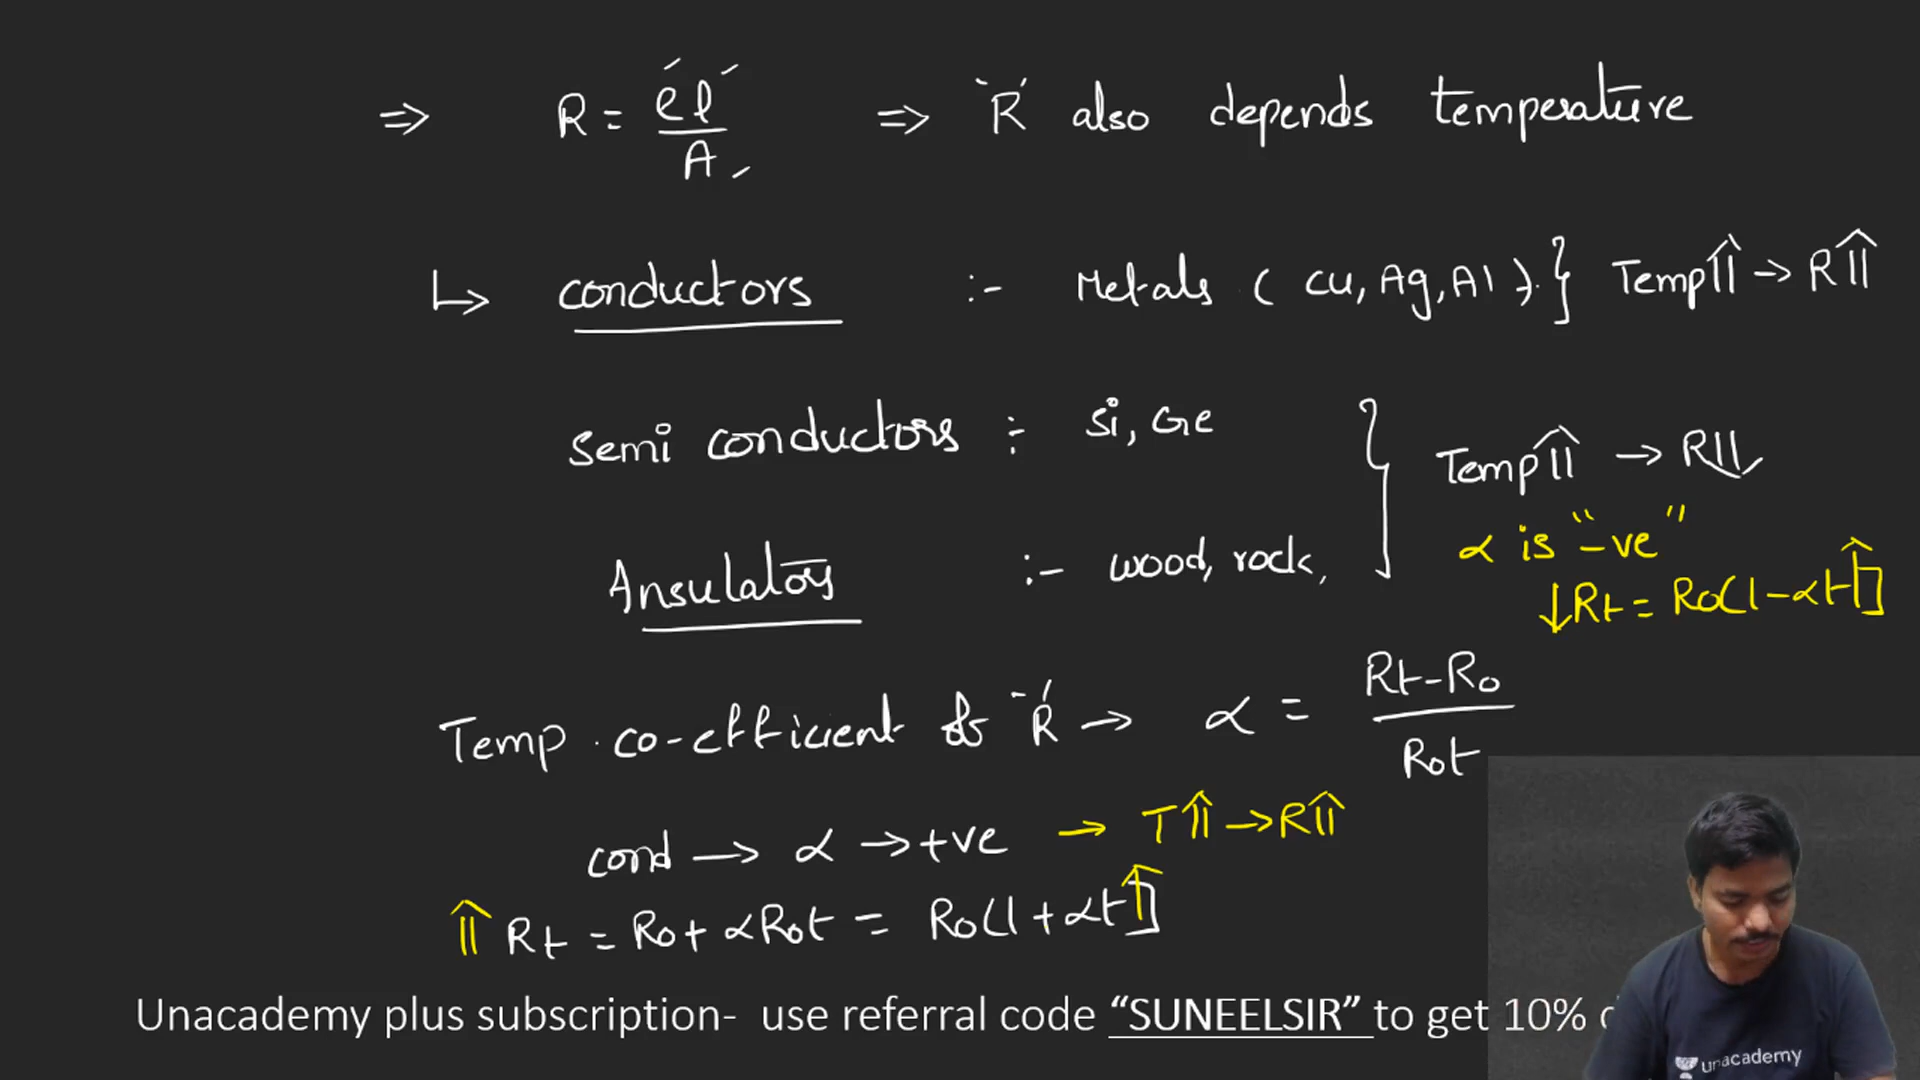 ⇒ R = ρl/A ⇒ `R' also depends temperature
↳ conductors :- Metals ( Cu, Ag, Al ) } Temp⇑ → R⇑
Semi conductors : Si, Ge } Temp⇑ → R⇓
α is “-ve”
Ansulators :- wood, rock,
↓Rt = Ro(1-αt↑]
Temp co-efficient of `R' → α = Rt-Ro/Rot
cond → α → +ve → T⇑ → R⇑
⇑ Rt = Ro+ αRot = Ro(1 + αt↑]
Unacademy plus subscription- use referral code “SUNEELSIR” to get 10%
unacademy